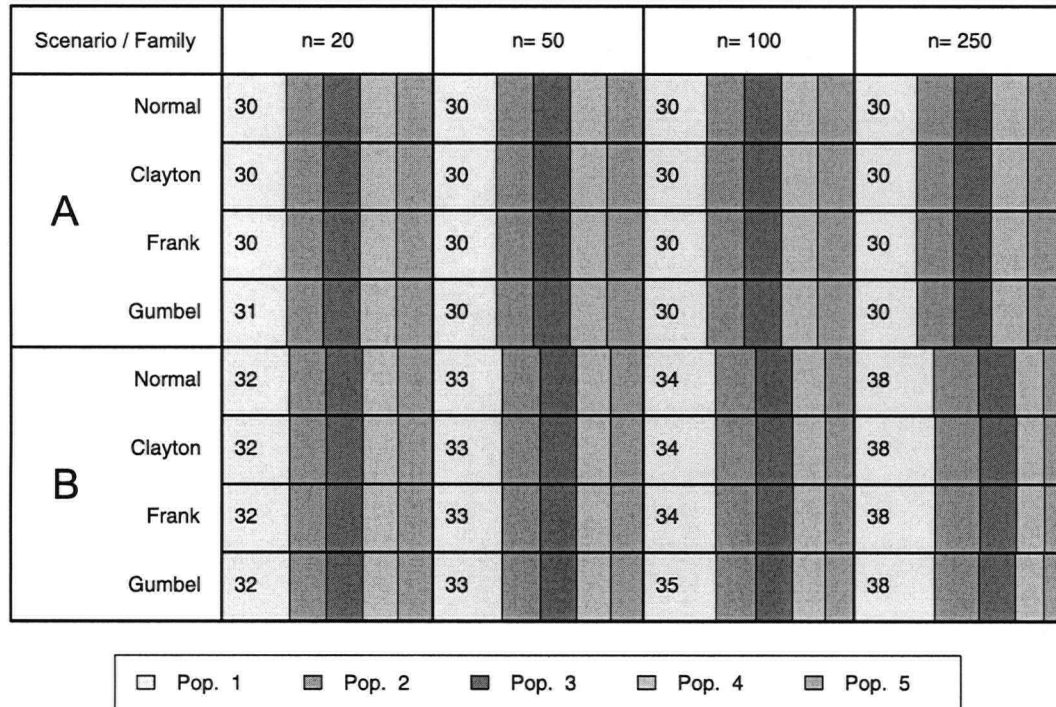 Scenario / Family n= 20 n= 50 n= 100 n= 250
A
Normal 30 30 30 30
Clayton 30 30 30 30
Frank 30 30 30 30
Gumbel 31 30 30 30
B
Normal 32 33 34 38
Clayton 32 33 34 38
Frank 32 33 34 38
Gumbel 32 33 35 38
Pop. 1 Pop. 2 Pop. 3 Pop. 4 Pop. 5